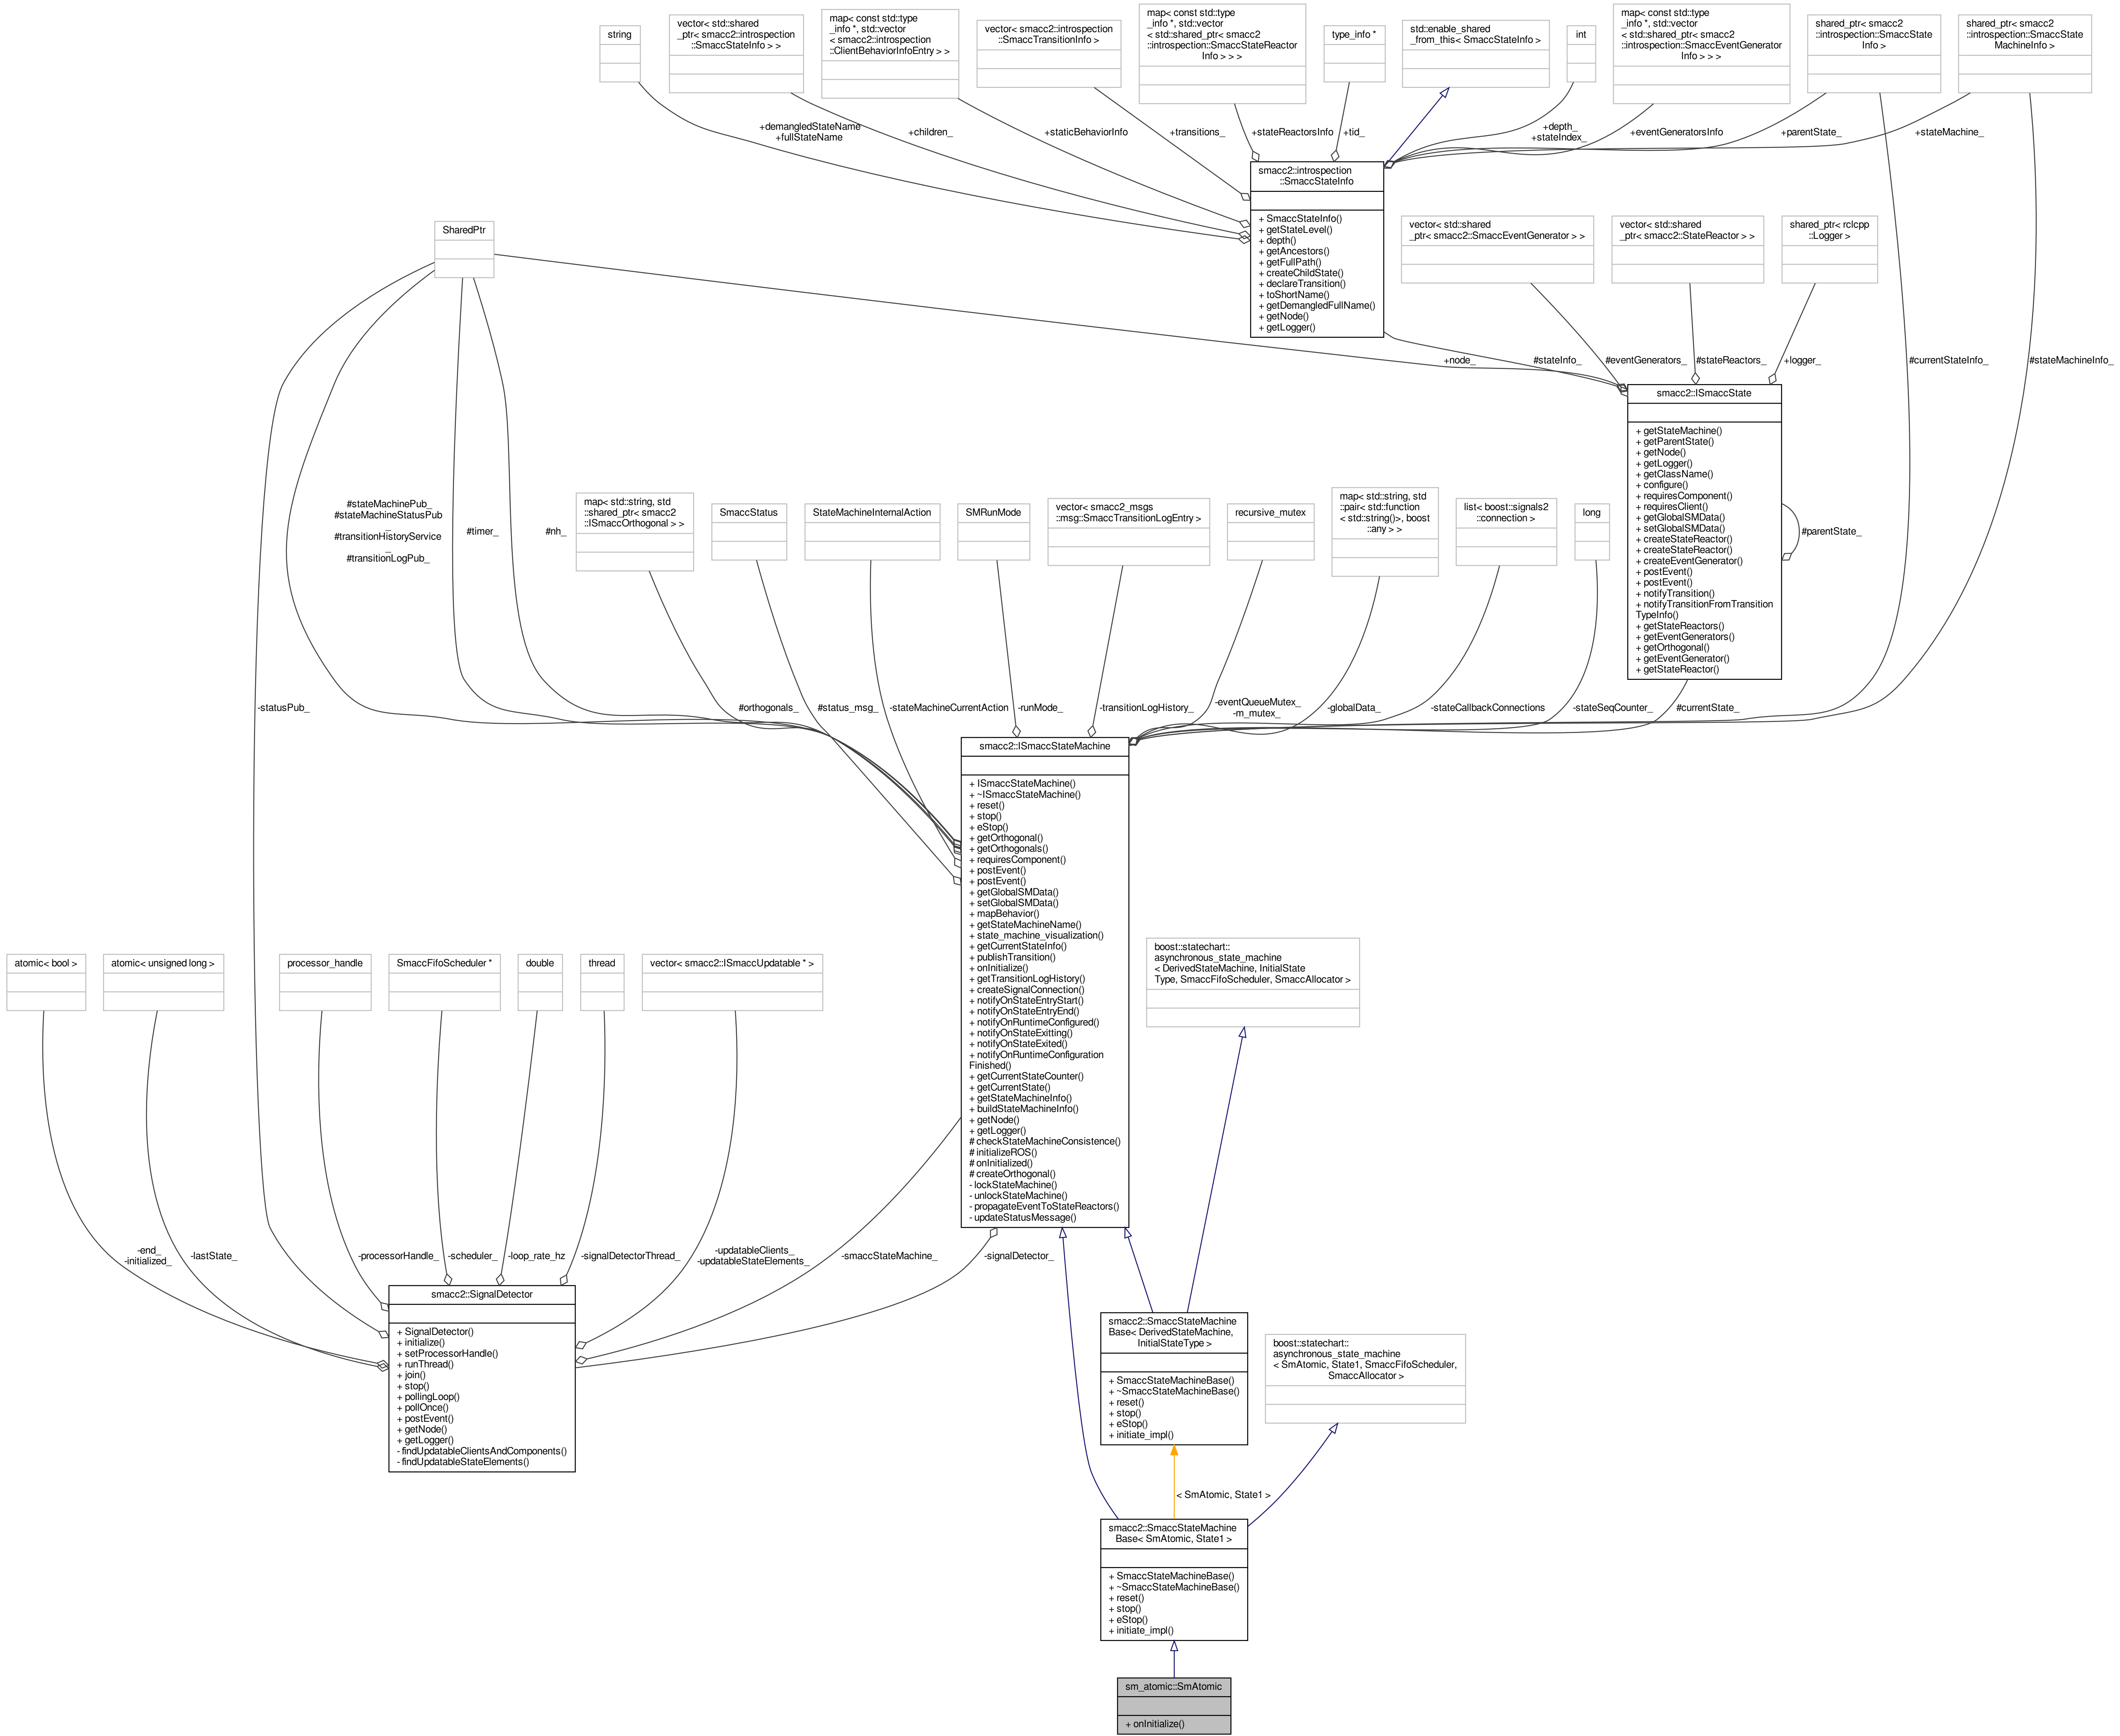 string
vector< std::shared
_ptr< smacc2::introspection
::SmaccStateInfo > >
map< const std::type
_info *, std::vector
< smacc2::introspection
::ClientBehaviorInfoEntry > >
vector< smacc2::introspection
::SmaccTransitionInfo >
map< const std::type
_info *, std::vector
< std::shared_ptr< smacc2
::introspection::SmaccStateReactor
Info > > >
type_info *
std::enable_shared
_from_this< SmaccStateInfo >
int
map< const std::type
_info *, std::vector
< std::shared_ptr< smacc2
::introspection::SmaccEventGenerator
Info > > >
shared_ptr< smacc2
::introspection::SmaccState
Info >
shared_ptr< smacc2
::introspection::SmaccState
MachineInfo >
+demangledStateName
+fullStateName
+children_
+staticBehaviorInfo
+transitions_
+stateReactorsInfo
+tid_
+depth_
+stateIndex_
+eventGeneratorsInfo
+parentState_
+stateMachine_
smacc2::introspection
::SmaccStateInfo
+ SmaccStateInfo()
+ getStateLevel()
+ depth()
+ getAncestors()
+ getFullPath()
+ createChildState()
+ declareTransition()
+ toShortName()
+ getDemangledFullName()
+ getNode()
+ getLogger()
SharedPtr
vector< std::shared
_ptr< smacc2::SmaccEventGenerator > >
vector< std::shared
_ptr< smacc2::StateReactor > >
shared_ptr< rclcpp
::Logger >
+node_
#stateInfo_
#eventGenerators_
#stateReactors_
+logger_
#currentStateInfo_
#stateMachineInfo_
smacc2::ISmaccState
+ getStateMachine()
+ getParentState()
+ getNode()
+ getLogger()
+ getClassName()
+ configure()
+ requiresComponent()
+ requiresClient()
+ getGlobalSMData()
+ setGlobalSMData()
+ createStateReactor()
+ createStateReactor()
+ createEventGenerator()
+ postEvent()
+ postEvent()
+ notifyTransition()
+ notifyTransitionFromTransition
TypeInfo()
+ getStateReactors()
+ getEventGenerators()
+ getOrthogonal()
+ getEventGenerator()
+ getStateReactor()
#parentState_
#stateMachinePub_
#stateMachineStatusPub
_
#transitionHistoryService
_
#transitionLogPub_
#timer_
#nh_
map< std::string, std
::shared_ptr< smacc2
::ISmaccOrthogonal > >
SmaccStatus
StateMachineInternalAction
SMRunMode
vector< smacc2_msgs
::msg::SmaccTransitionLogEntry >
recursive_mutex
map< std::string, std
::pair< std::function
< std::string()>, boost
::any > >
list< boost::signals2
::connection >
long
-statusPub_
#orthogonals_
#status_msg_
-stateMachineCurrentAction
-runMode_
-transitionLogHistory_
-eventQueueMutex_
-m_mutex_
-globalData_
-stateCallbackConnections
-stateSeqCounter_
#currentState_
smacc2::ISmaccStateMachine
+ ISmaccStateMachine()
+ ~ISmaccStateMachine()
+ reset()
+ stop()
+ eStop()
+ getOrthogonal()
+ getOrthogonals()
+ requiresComponent()
+ postEvent()
+ postEvent()
+ getGlobalSMData()
+ setGlobalSMData()
+ mapBehavior()
+ getStateMachineName()
+ state_machine_visualization()
+ getCurrentStateInfo()
+ publishTransition()
+ onInitialize()
+ getTransitionLogHistory()
+ createSignalConnection()
+ notifyOnStateEntryStart()
+ notifyOnStateEntryEnd()
+ notifyOnRuntimeConfigured()
+ notifyOnStateExitting()
+ notifyOnStateExited()
+ notifyOnRuntimeConfiguration
Finished()
+ getCurrentStateCounter()
+ getCurrentState()
+ getStateMachineInfo()
+ buildStateMachineInfo()
+ getNode()
+ getLogger()
# checkStateMachineConsistence()
# initializeROS()
# onInitialized()
# createOrthogonal()
- lockStateMachine()
- unlockStateMachine()
- propagateEventToStateReactors()
- updateStatusMessage()
atomic< bool >
atomic< unsigned long >
processor_handle
SmaccFifoScheduler *
double
thread
vector< smacc2::ISmaccUpdatable * >
boost::statechart::
asynchronous_state_machine
< DerivedStateMachine, InitialState
Type, SmaccFifoScheduler, SmaccAllocator >
-end_
-initialized_
-lastState_
-processorHandle_
-scheduler_
-loop_rate_hz
-signalDetectorThread_
-updatableClients_
-updatableStateElements_
-smaccStateMachine_
-signalDetector_
smacc2::SignalDetector
+ SignalDetector()
+ initialize()
+ setProcessorHandle()
+ runThread()
+ join()
+ stop()
+ pollingLoop()
+ pollOnce()
+ postEvent()
+ getNode()
+ getLogger()
- findUpdatableClientsAndComponents()
- findUpdatableStateElements()
smacc2::SmaccStateMachine
Base< DerivedStateMachine,
InitialStateType >
+ SmaccStateMachineBase()
+ ~SmaccStateMachineBase()
+ reset()
+ stop()
+ eStop()
+ initiate_impl()
boost::statechart::
asynchronous_state_machine
< SmAtomic, State1, SmaccFifoScheduler,
SmaccAllocator >
< SmAtomic, State1 >
smacc2::SmaccStateMachine
Base< SmAtomic, State1 >
+ SmaccStateMachineBase()
+ ~SmaccStateMachineBase()
+ reset()
+ stop()
+ eStop()
+ initiate_impl()
sm_atomic::SmAtomic
+ onInitialize()